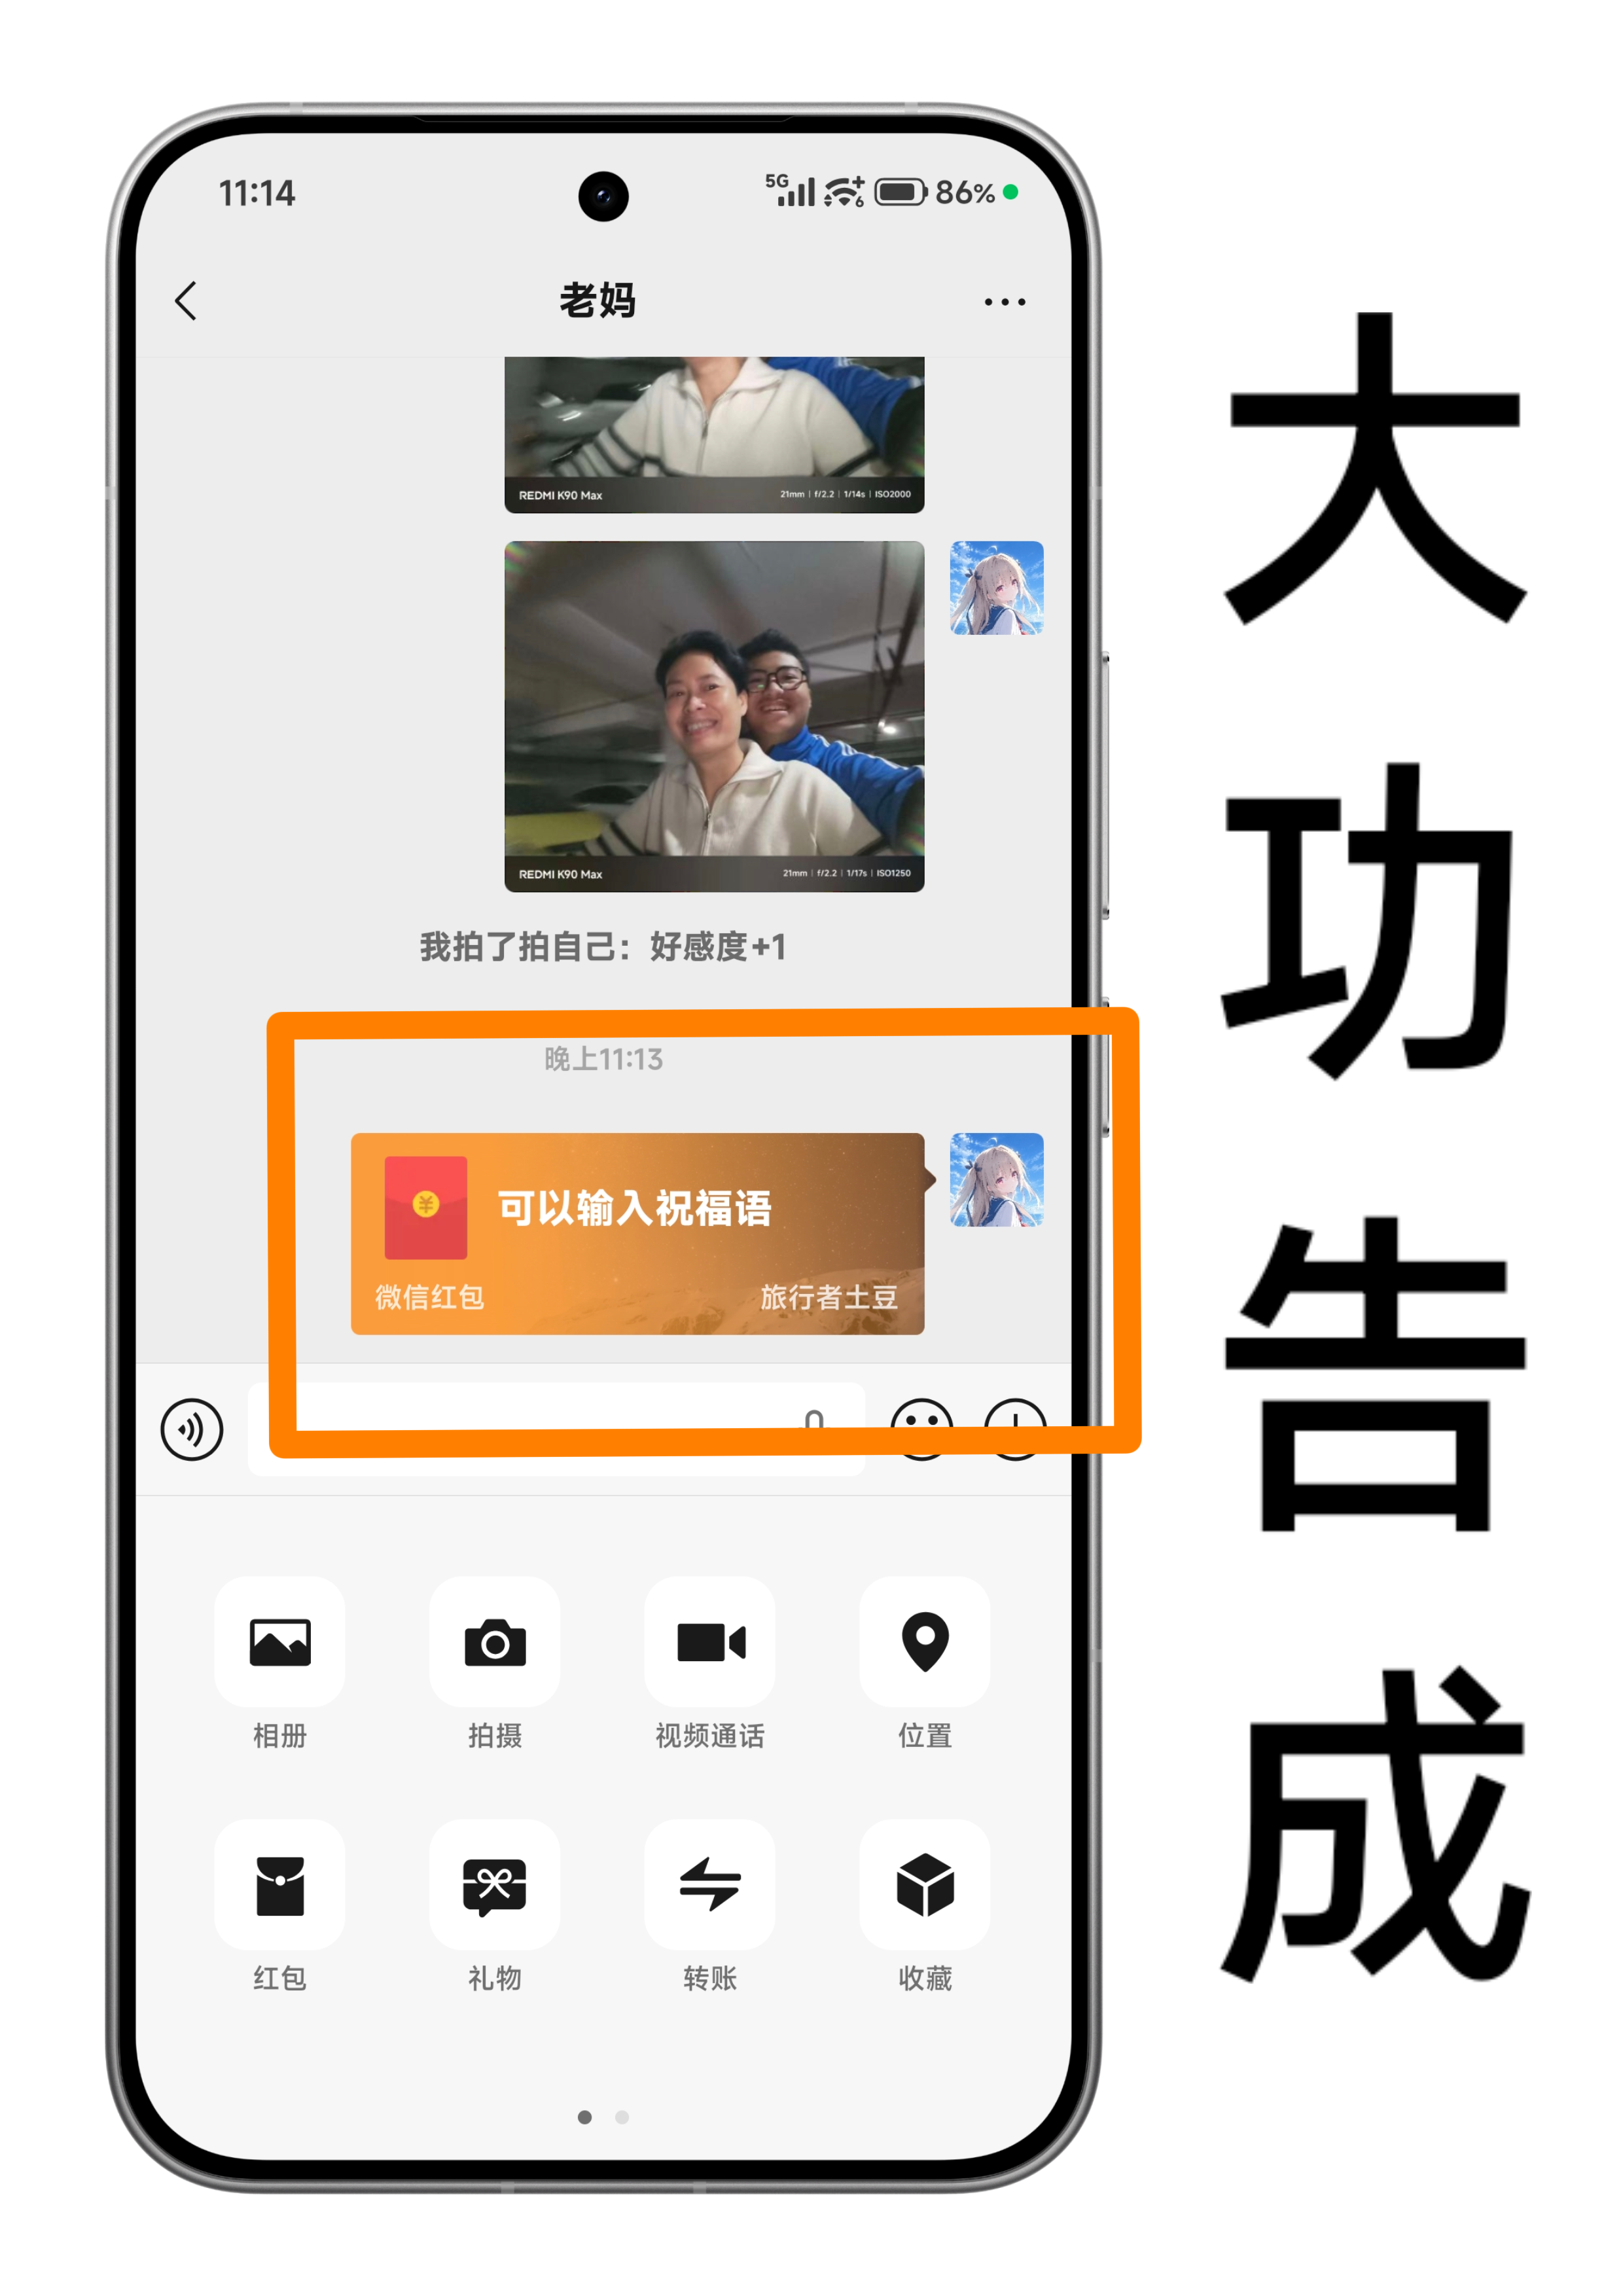 11:14
5G
6
86%
老妈
REDMI K90 Max
21mm | f/2.2 | 1/14s | ISO2000
REDMI K90 Max
21mm | f/2.2 | 1/17s | ISO1250
我拍了拍自己：好感度+1
晚上11:13
¥
可以输入祝福语
微信红包
旅行者土豆
相册
拍摄
视频通话
位置
红包
礼物
转账
收藏
大
功
告
成